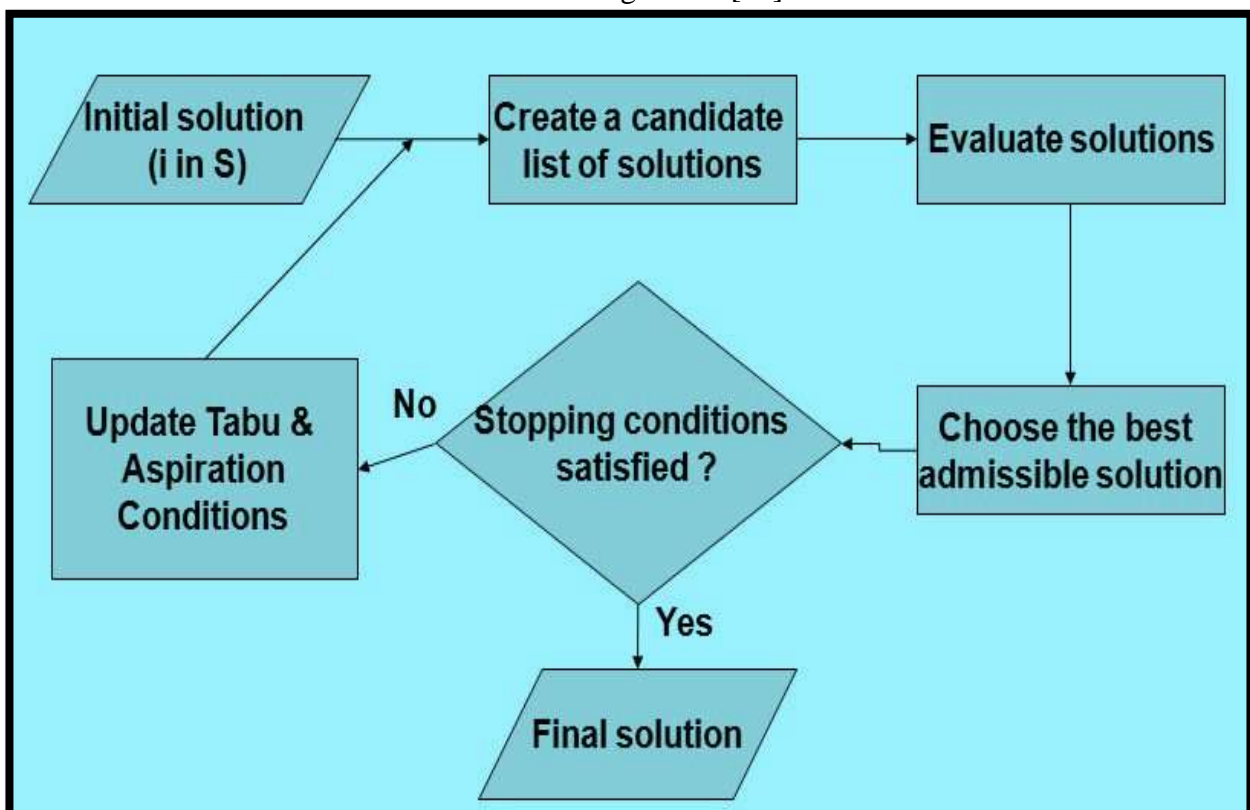 Initial solution
(i in S)
Create a candidate
list of solutions
Evaluate solutions
Choose the best
admissible solution
Stopping conditions
satisfied ?
No
Update Tabu &
Aspiration
Conditions
Yes
Final solution